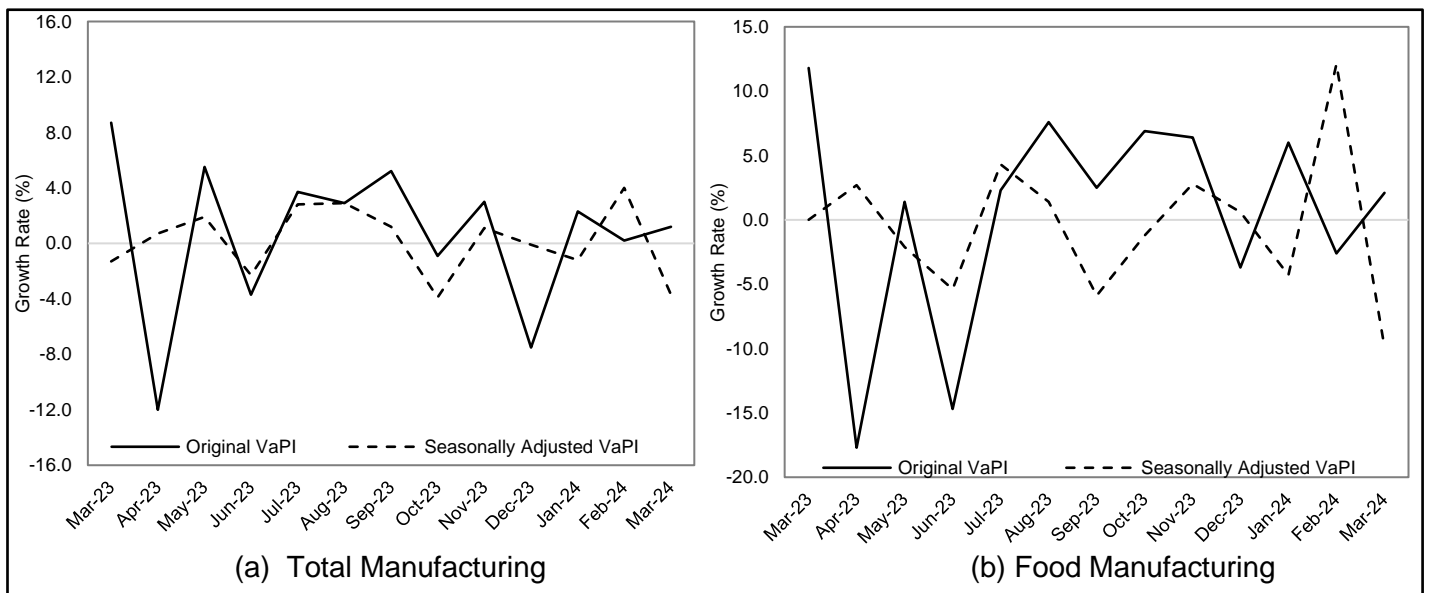 16.0
12.0
8.0
4.0
0.0
-4.0
-8.0
-12.0
-16.0
Growth Rate (%)
Original VaPI
Seasonally Adjusted VaPI
Mar-23
Apr-23
May-23
Jun-23
Jul-23
Aug-23
Sep-23
Oct-23
Nov-23
Dec-23
Jan-24
Feb-24
Mar-24
(a) Total Manufacturing
15.0
10.0
5.0
0.0
-5.0
-10.0
-15.0
-20.0
Growth Rate (%)
Original VaPI
Seasonally Adjusted VaPI
Mar-23
Apr-23
May-23
Jun-23
Jul-23
Aug-23
Sep-23
Oct-23
Nov-23
Dec-23
Jan-24
Feb-24
Mar-24
(b) Food Manufacturing